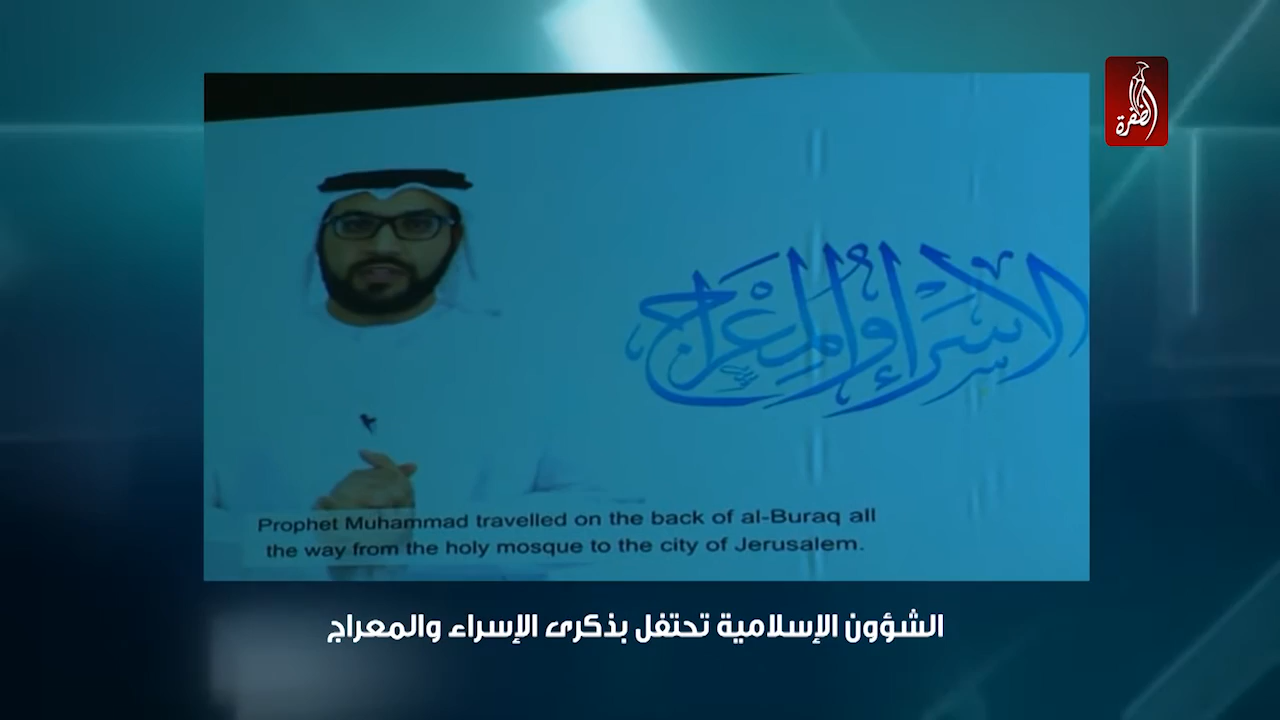 الظفرة
الإسراء والمعراج
Prophet Muhammad travelled on the back of al-Buraq all
the way from the holy mosque to the city of Jerusalem.
الشؤون الإسلامية تحتفل بذكرى الإسراء والمعراج